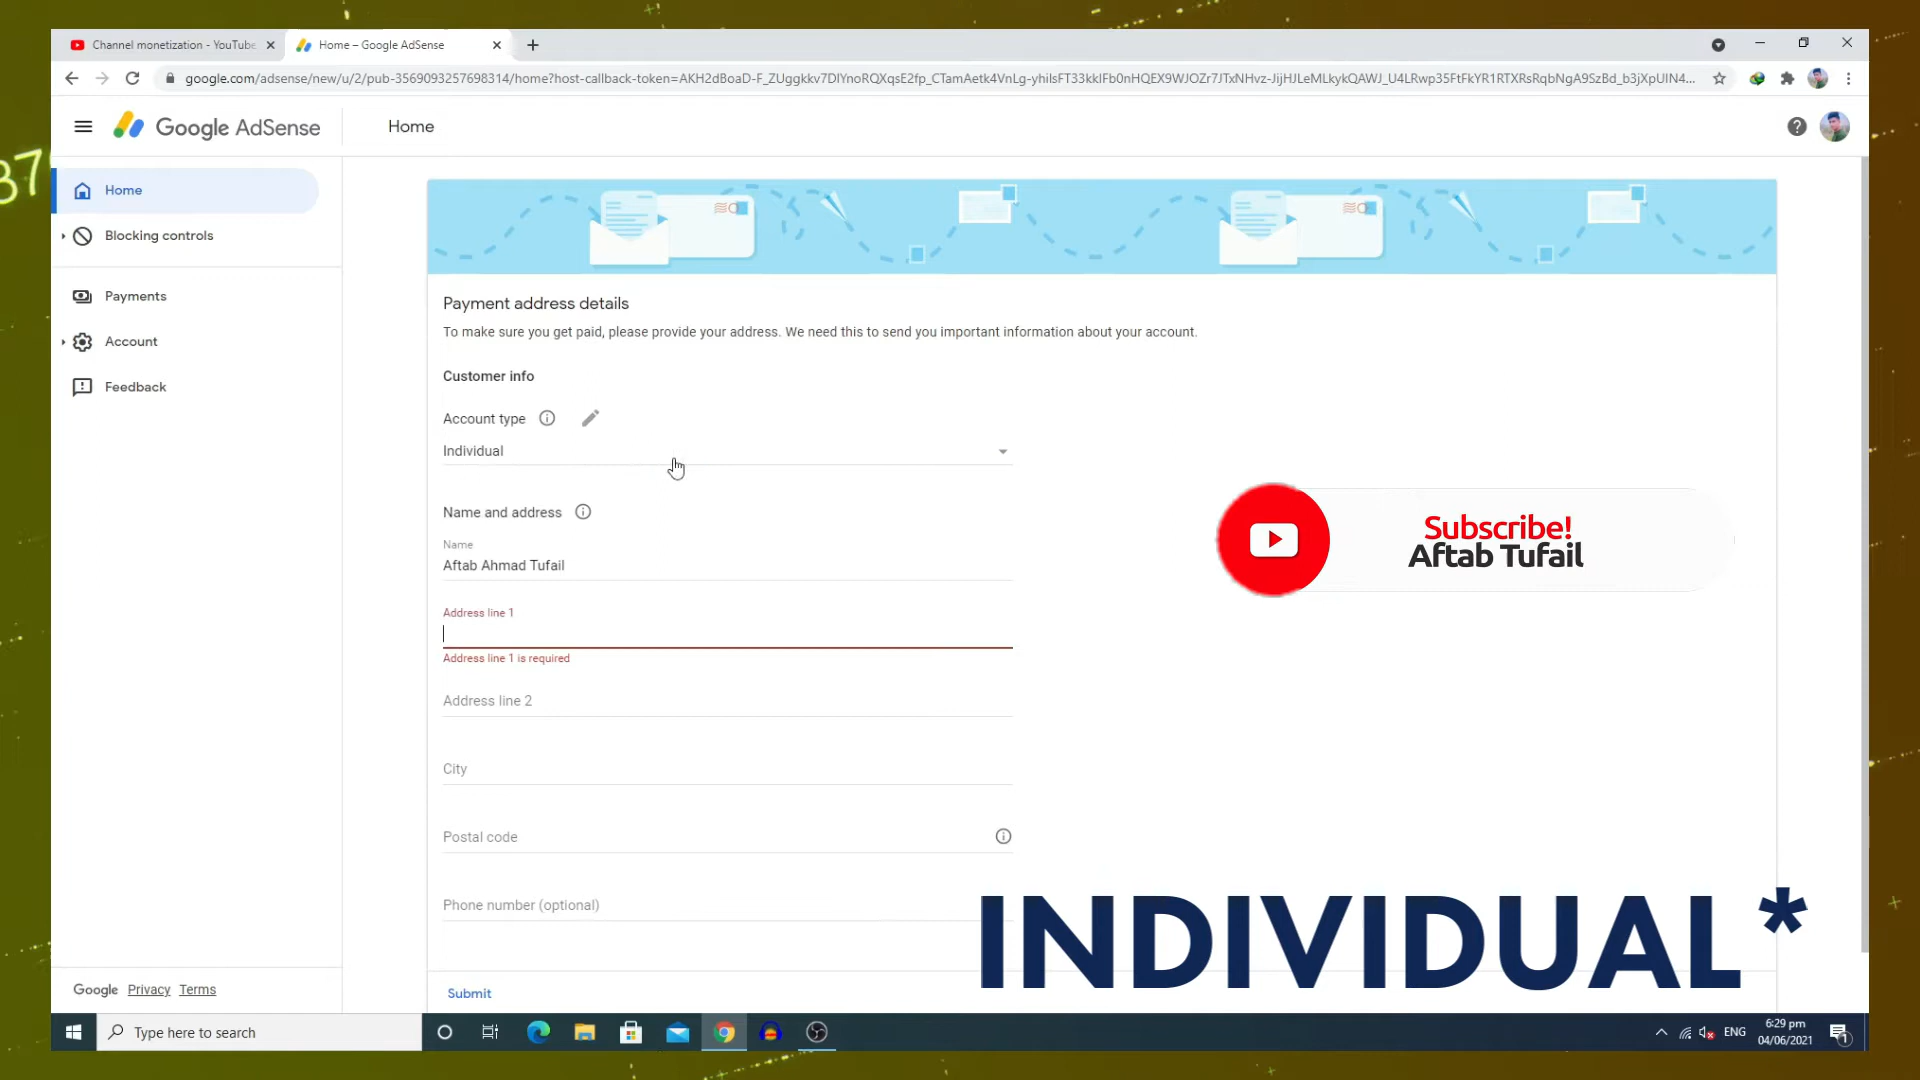 Channel monetization - YouTube
Home – Google AdSense
google.com/adsense/new/u/2/pub-3569093257698314/home?host-callback-token=
Google AdSense
Home
37
Home
Blocking controls
Payments
Account
Feedback
Payment address details
To make sure you get paid, please provide your address. We need this to send you important information about your account.
Customer info
Account type
Individual
Name and address
Name
Aftab Ahmad Tufail
Address line 1
Address line 1 is required
Address line 2
City
Postal code
Phone number (optional)
Submit
Subscribe!
Aftab Tufail
INDIVIDUAL *
Google Privacy Terms
Type here to search
ENG
6:29 pm
04/06/2021
1